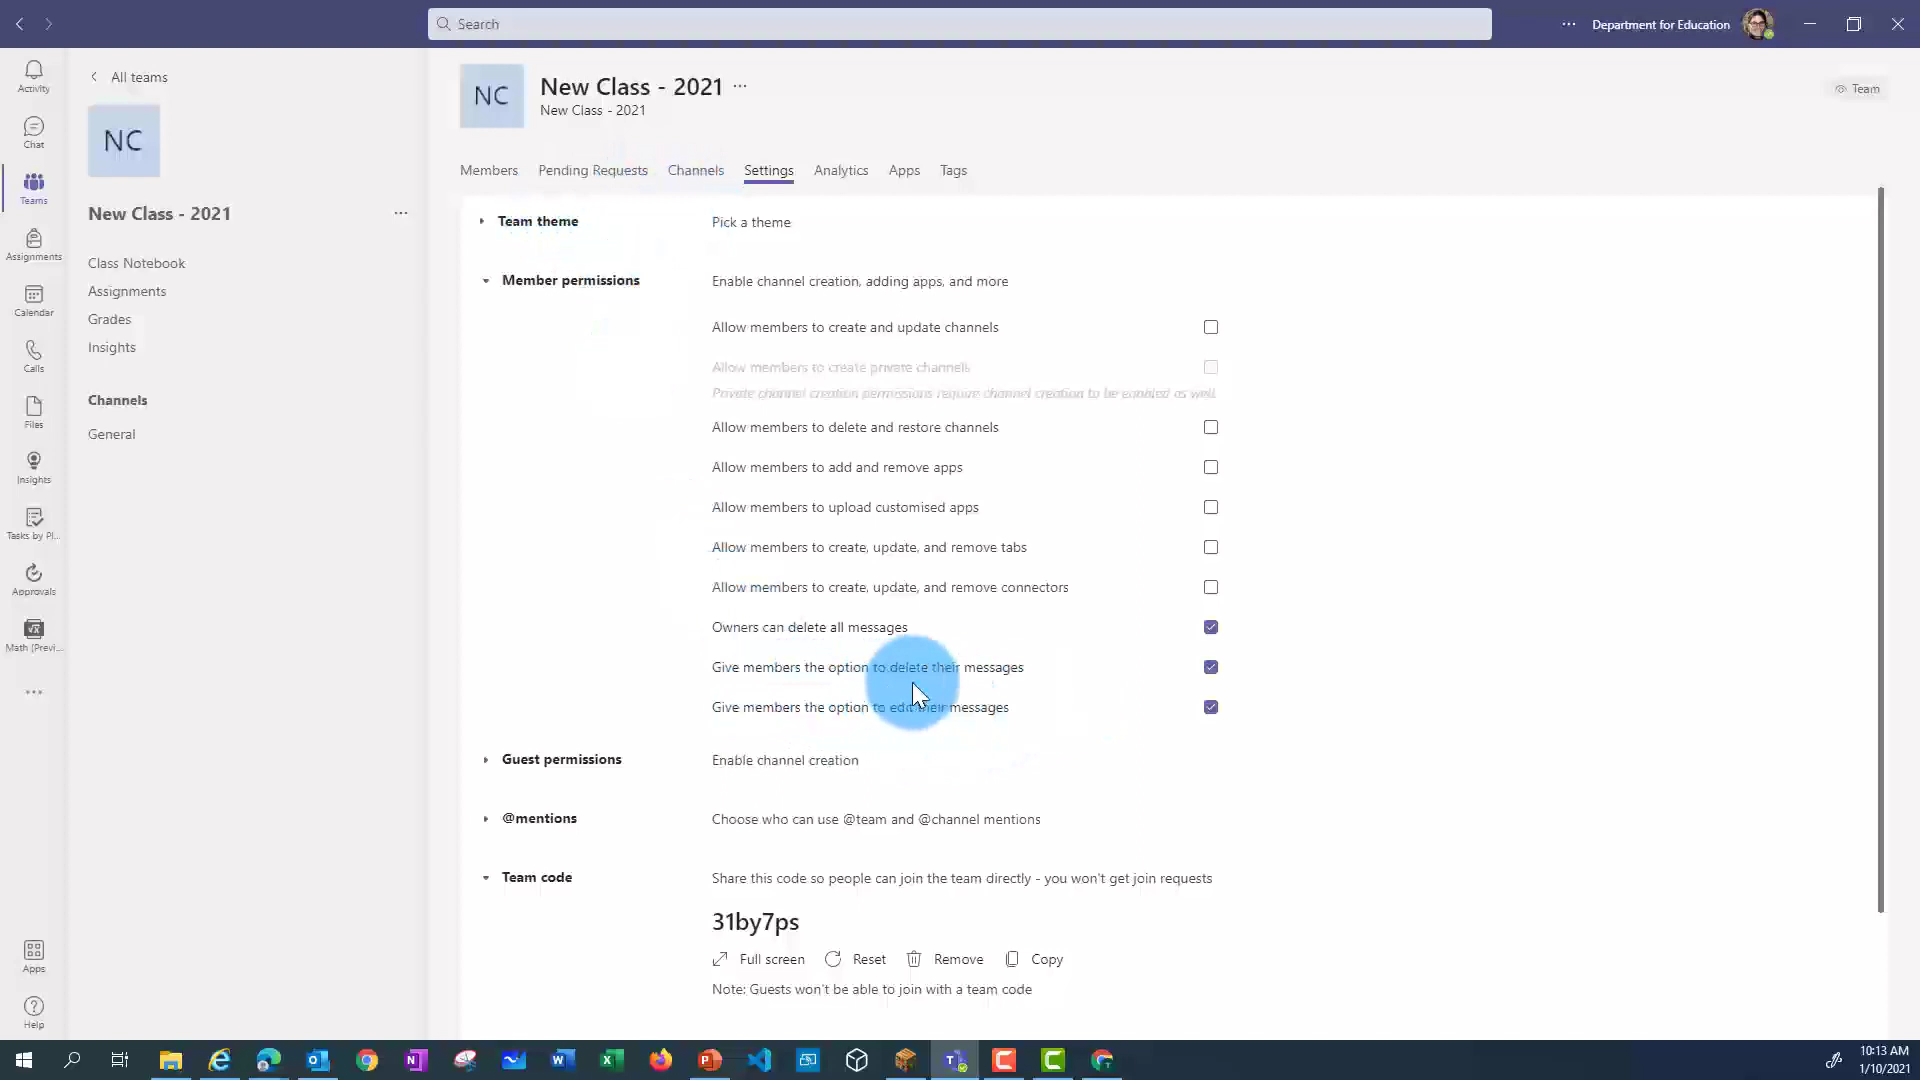 Search
Department for Education
Activity
Chat
Teams
Assignments
Calendar
Calls
Files
Insights
Tasks by Pl...
Approvals
Math (Previ...
Apps
Help
All teams
NC
New Class - 2021
Class Notebook
Assignments
Grades
Insights
Channels
General
NC
New Class - 2021
New Class - 2021
Team
Members Pending Requests Channels Settings Analytics Apps Tags
Team theme Pick a theme
Member permissions Enable channel creation, adding apps, and more
Allow members to create and update channels
Allow members to create private channels
Private channel creation permissions require channel creation to be enabled as well.
Allow members to delete and restore channels
Allow members to add and remove apps
Allow members to upload customised apps
Allow members to create, update, and remove tabs
Allow members to create, update, and remove connectors
Owners can delete all messages
Give members the option to delete their messages
Give members the option to edit their messages
Guest permissions Enable channel creation
@mentions Choose who can use @team and @channel mentions
Team code Share this code so people can join the team directly - you won't get join requests
31by7ps
Full screen Reset Remove Copy
Note: Guests won't be able to join with a team code
10:13 AM
1/10/2021